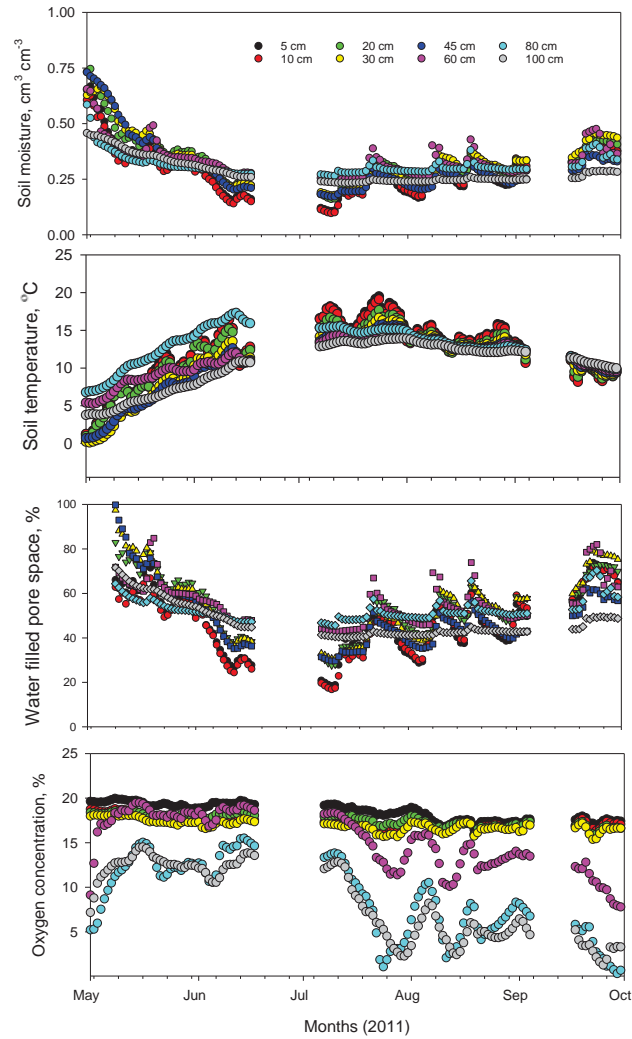 1.00
0.75
0.50
0.25
0.00
Soil moisture, cm³ cm⁻³
5 cm 20 cm 45 cm 80 cm
10 cm 30 cm 60 cm 100 cm
25
20
15
10
5
0
Soil temperature, °C
100
80
60
40
20
0
Water filled pore space, %
25
20
15
10
5
Oxygen concentration, %
May Jun Jul Aug Sep Oct
Months (2011)